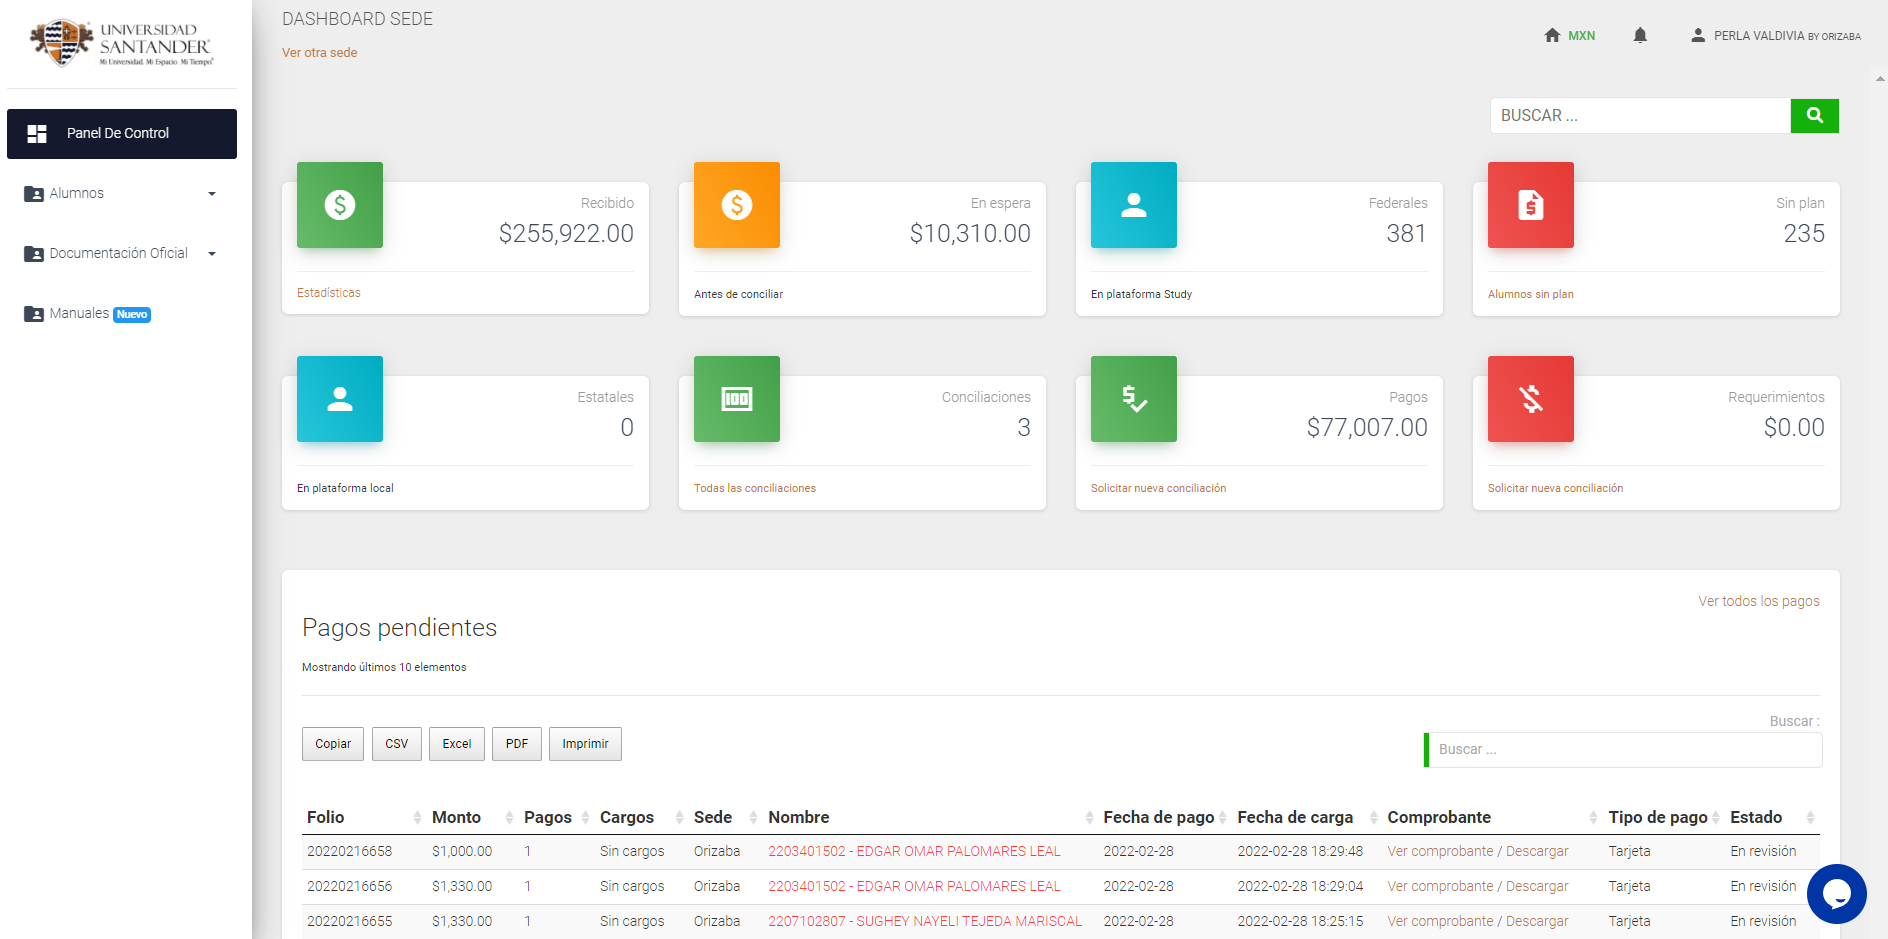 UNIVERSIDAD
SANTANDER
Mi Universidad. Mi Espacio. Mi Tiempo
Panel De Control
Alumnos
Documentación Oficial
Manuales Nuevo
DASHBOARD SEDE
Ver otra sede
MXN
PERLA VALDIVIA BY ORIZABA
BUSCAR ...
Recibido
$255,922.00
Estadísticas
En espera
$10,310.00
Antes de conciliar
Federales
381
En plataforma Study
Sin plan
235
Alumnos sin plan
Estatales
0
En plataforma local
Conciliaciones
3
Todas las conciliaciones
Pagos
$77,007.00
Solicitar nueva conciliación
Requerimientos
$0.00
Solicitar nueva conciliación
Ver todos los pagos
Pagos pendientes
Mostrando últimos 10 elementos
Copiar CSV Excel PDF Imprimir
Buscar :
Buscar ...
Folio Monto Pagos Cargos Sede Nombre Fecha de pago Fecha de carga Comprobante Tipo de pago Estado
20220216658 $1,000.00 1 Sin cargos Orizaba 2203401502 - EDGAR OMAR PALOMARES LEAL 2022-02-28 2022-02-28 18:29:48 Ver comprobante / Descargar Tarjeta En revisión
20220216656 $1,330.00 1 Sin cargos Orizaba 2203401502 - EDGAR OMAR PALOMARES LEAL 2022-02-28 2022-02-28 18:29:04 Ver comprobante / Descargar Tarjeta En revisión
20220216655 $1,330.00 1 Sin cargos Orizaba 2207102807 - SUGHEY NAYELI TEJEDA MARISCAL 2022-02-28 2022-02-28 18:25:15 Ver comprobante / Descargar Tarjeta En revisión